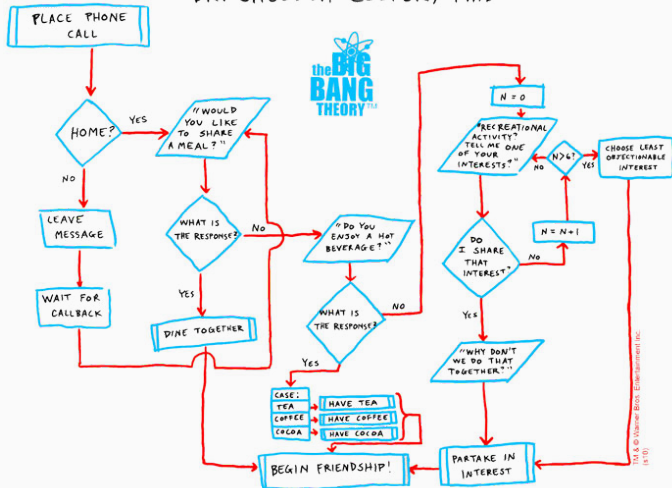 PLACE PHONE
CALL
HOME?
YES
NO
LEAVE
MESSAGE
WAIT FOR
CALLBACK
"WOULD
YOU LIKE
TO SHARE
A MEAL?"
WHAT IS
THE RESPONSE?
NO
YES
DINE TOGETHER
the BIG
BANG
THEORY™
"DO YOU
ENJOY A HOT
BEVERAGE?"
WHAT IS
THE RESPONSE?
NO
YES
CASE:
TEA
HAVE TEA
COFFEE
HAVE COFFEE
COCOA
HAVE COCOA
BEGIN FRIENDSHIP!
N=0
"RECREATIONAL
ACTIVITY?
TELL ME ONE
OF YOUR
INTERESTS?"
N>6?
NO
YES
CHOOSE LEAST
OBJECTIONABLE
INTEREST
N=N+1
DO
I SHARE
THAT
INTEREST?
NO
YES
"WHY DON'T
WE DO THAT
TOGETHER?"
PARTAKE IN
INTEREST
TM & © Warner Bros. Entertainment Inc.
(s10)